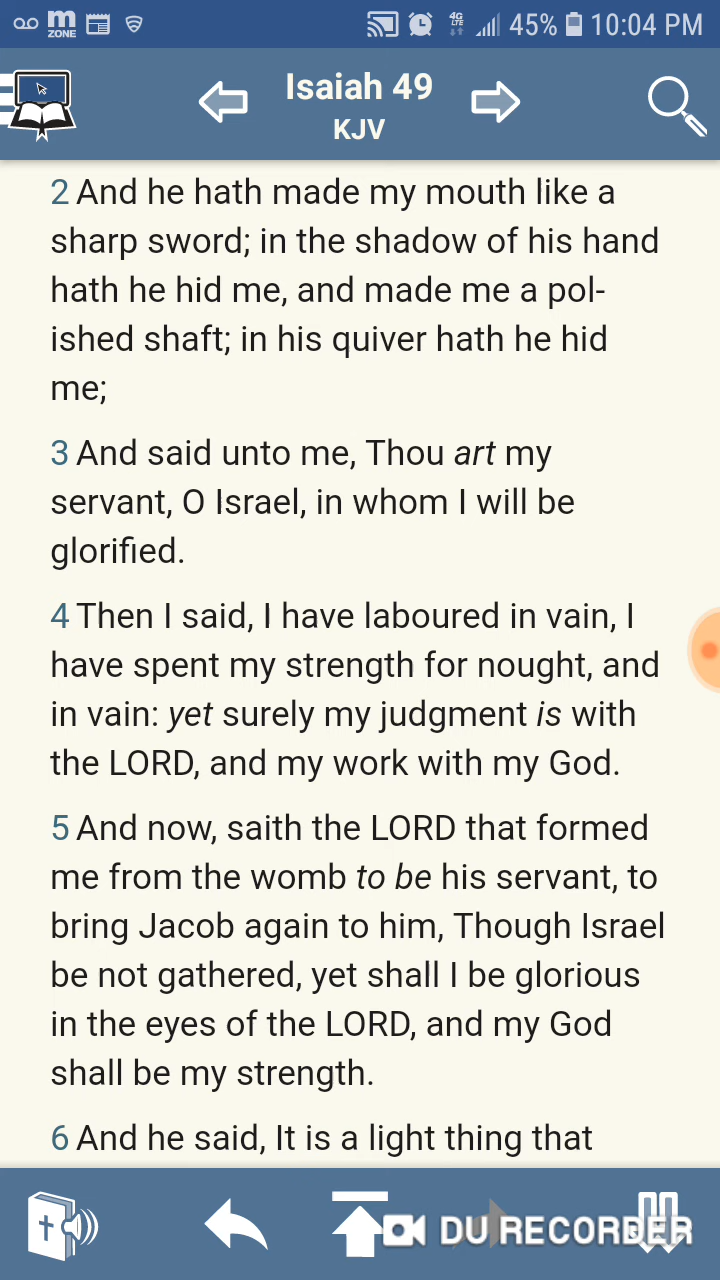 m
ZONE
4G
LTE
45%
10:04 PM
Isaiah 49
KJV
2 And he hath made my mouth like a
sharp sword; in the shadow of his hand
hath he hid me, and made me a pol-
ished shaft; in his quiver hath he hid
me;
3 And said unto me, Thou art my
servant, O Israel, in whom I will be
glorified.
4 Then I said, I have laboured in vain, I
have spent my strength for nought, and
in vain: yet surely my judgment is with
the LORD, and my work with my God.
5 And now, saith the LORD that formed
me from the womb to be his servant, to
bring Jacob again to him, Though Israel
be not gathered, yet shall I be glorious
in the eyes of the LORD, and my God
shall be my strength.
6 And he said, It is a light thing that
DU RECORDER